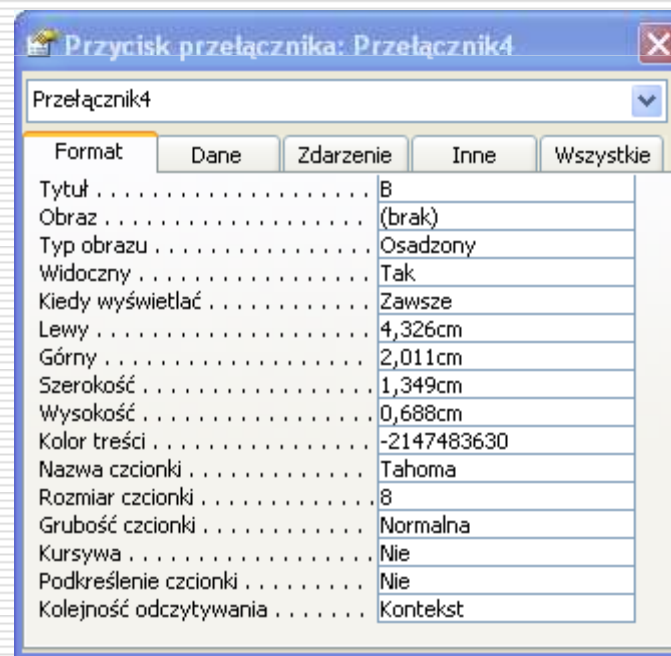 Przycisk przełącznika: Przełącznik4
Przełącznik4
Format Dane Zdarzenie Inne Wszystkie
Tytuł . . . . . . . . . . . . . . . . . . . . B
Obraz . . . . . . . . . . . . . . . . . . . (brak)
Typ obrazu . . . . . . . . . . . . . . . . Osadzony
Widoczny . . . . . . . . . . . . . . . . . Tak
Kiedy wyświetlać . . . . . . . . . . . . Zawsze
Lewy . . . . . . . . . . . . . . . . . . . . 4,326cm
Górny . . . . . . . . . . . . . . . . . . . 2,011cm
Szerokość . . . . . . . . . . . . . . . . . 1,349cm
Wysokość . . . . . . . . . . . . . . . . . 0,688cm
Kolor treści . . . . . . . . . . . . . . . . -2147483630
Nazwa czcionki . . . . . . . . . . . . . Tahoma
Rozmiar czcionki . . . . . . . . . . . . . 8
Grubość czcionki . . . . . . . . . . . . Normalna
Kursywa . . . . . . . . . . . . . . . . . . Nie
Podkreślenie czcionki . . . . . . . . . Nie
Kolejność odczytywania . . . . . . . Kontekst